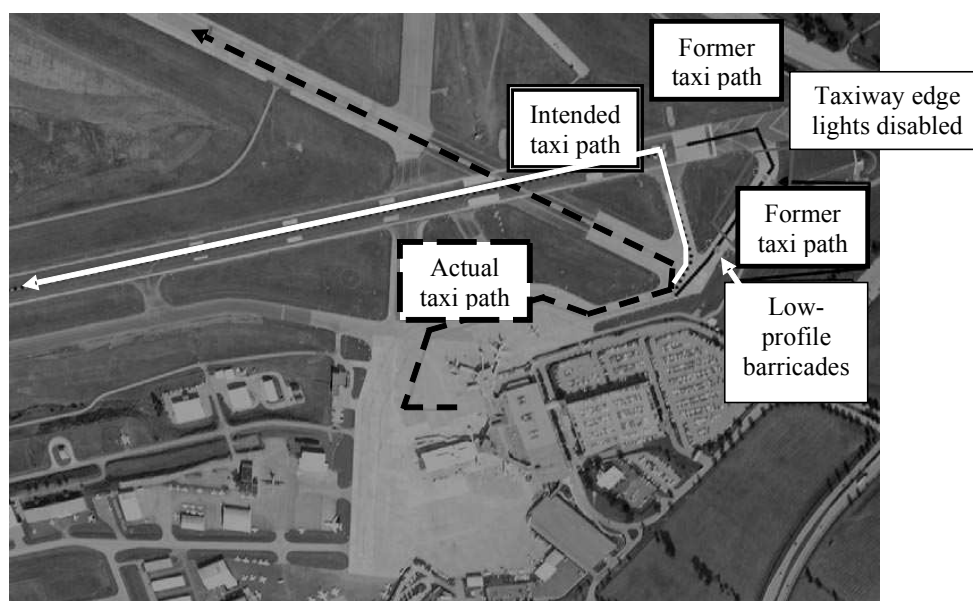 Former
taxi path
Taxiway edge
lights disabled
Intended
taxi path
Former
taxi path
Actual
taxi path
Low-
profile
barricades